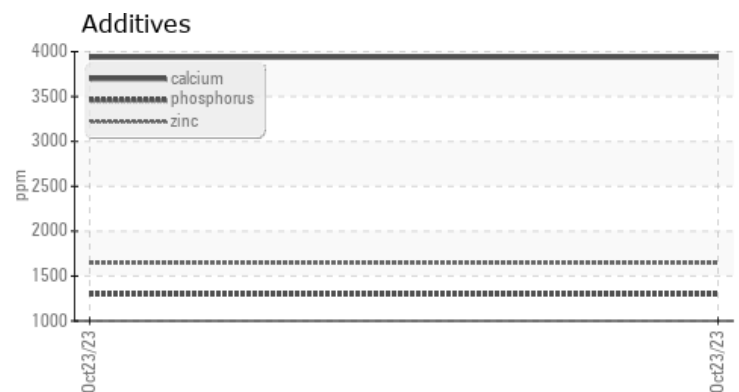 Additives
4000
3500
3000
2500
2000
1500
1000
ppm
calcium
phosphorus
zinc
Oct23/23
Oct23/23